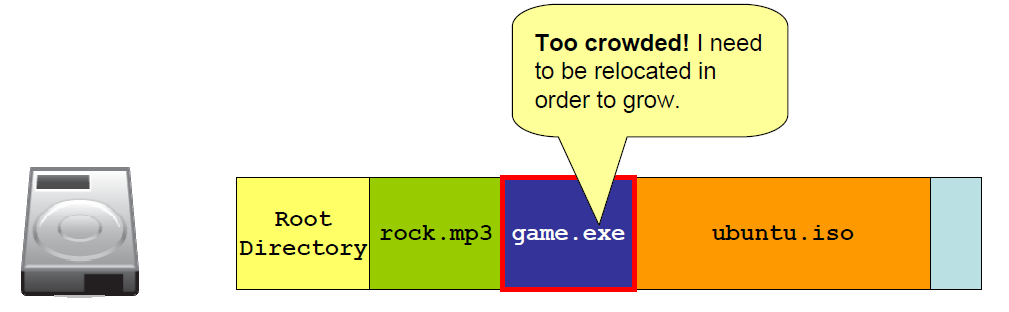 Too crowded! I need
to be relocated in
order to grow.
Root
Directory
rock.mp3
game.exe
ubuntu.iso